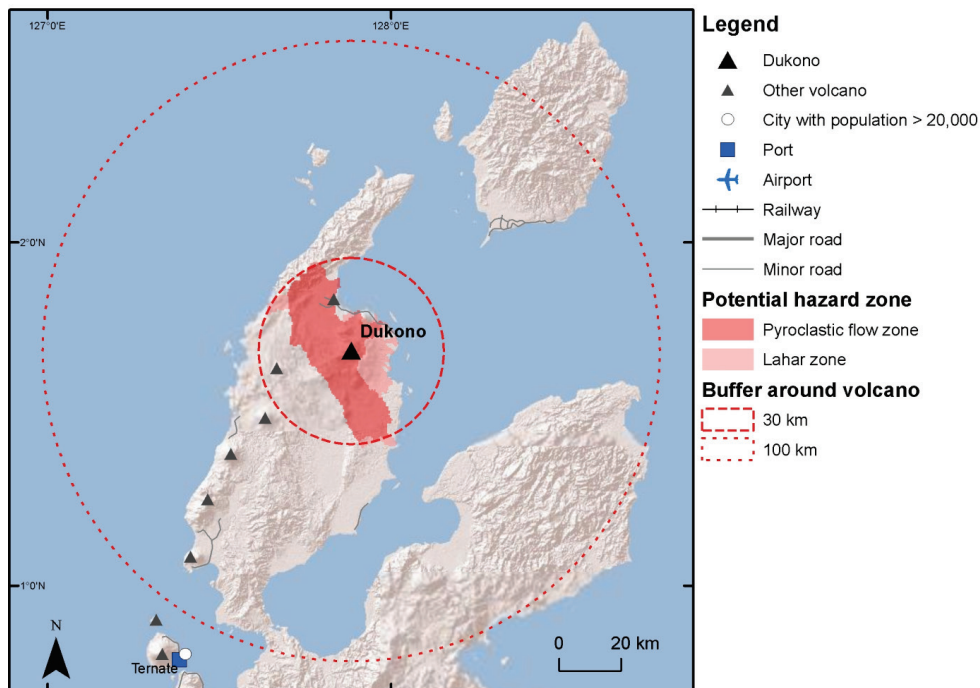 127°0'E
128°0'E
2°0'N
1°0'N
Dukono
Ternate
N
0 20 km
Legend
Dukono
Other volcano
City with population > 20,000
Port
Airport
Railway
Major road
Minor road
Potential hazard zone
Pyroclastic flow zone
Lahar zone
Buffer around volcano
30 km
100 km